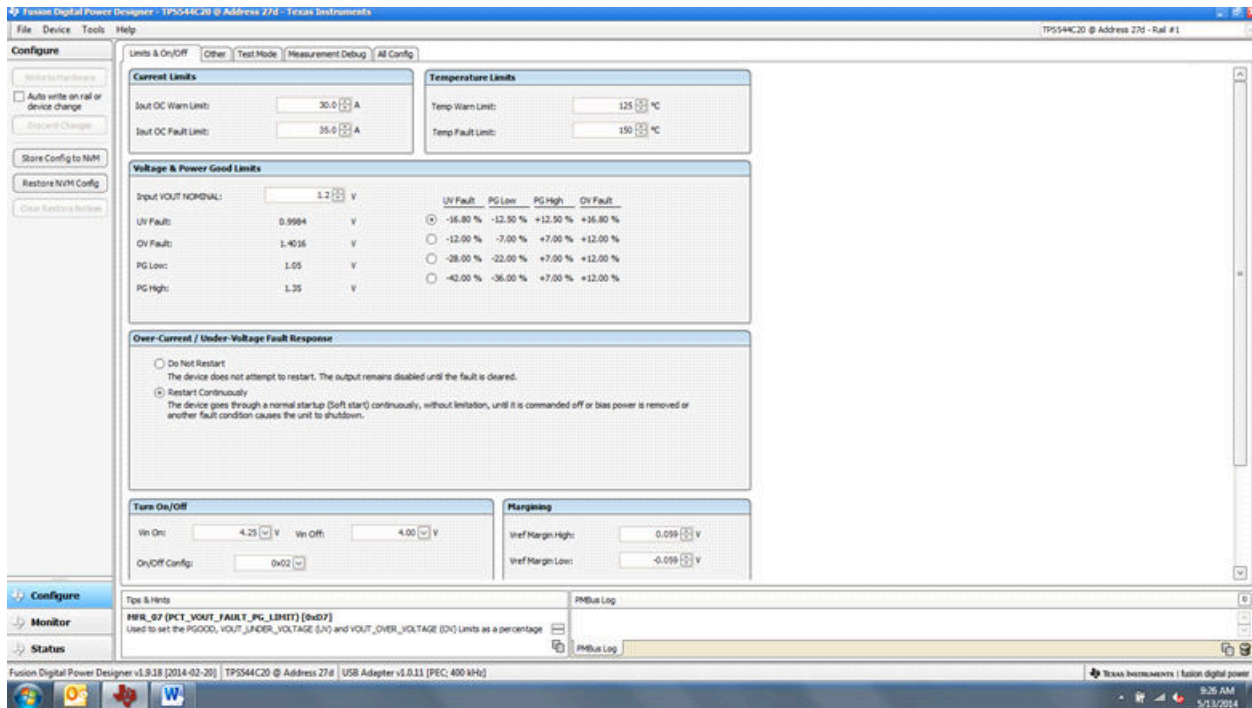 Fusion Digital Power Designer - TPS544C20 @ Address 27d - Texas Instruments
File Device Tools Help
TPS544C20 @ Address 27d - Rail #1
Configure
Write to Hardware
Auto write on rail or
device change
Discard Changes
Store Config to NVM
Restore NVM Config
Limits & On/Off Other Test Mode Measurement Debug All Config
Current Limits
Iout OC Warn Limit: 30.0 A
Iout OC Fault Limit: 35.0 A
Temperature Limits
Temp Warn Limit: 125 ºC
Temp Fault Limit: 150 ºC
Voltage & Power Good Limits
Input VOUT NOMINAL: 1.2 V
UV Fault: 0.9984 V
OV Fault: 1.4016 V
PG Low: 1.05 V
PG High: 1.35 V
UV Fault PG Low PG High OV Fault
-16.80 % -12.50 % +12.50 % +16.80 %
-12.00 % -7.00 % +7.00 % +12.00 %
-28.00 % -22.00 % +7.00 % +12.00 %
-42.00 % -36.00 % +7.00 % +12.00 %
Over-Current / Under-Voltage Fault Response
Do Not Restart
The device does not attempt to restart. The output remains disabled until the fault is cleared.
Restart Continuously
The device goes through a normal startup (Soft start) continuously, without limitation, until it is commanded off or bias power is removed or
another fault condition causes the unit to shutdown.
Turn On/Off
Vin On: 4.25 V Vin Off: 4.00 V
On/Off Config: 0x02
Margining
Vref Margin High: 0.059 V
Vref Margin Low: -0.059 V
Configure
Monitor
Status
Tips & Hints
MFR_07 (PCT_VOUT_FAULT_PG_LIMIT) [0xD7]
Used to set the PGOOD, VOUT_UNDER_VOLTAGE (UV) and VOUT_OVER_VOLTAGE (OV) Limits as a percentage
PMBus Log
PMBus Log
Fusion Digital Power Designer v1.9.18 [2014-02-20] TPS544C20 @ Address 27d USB Adapter v1.0.11 [PEC; 400 kHz]
Texas Instruments | fusion digital power
9:26 AM
5/13/2014